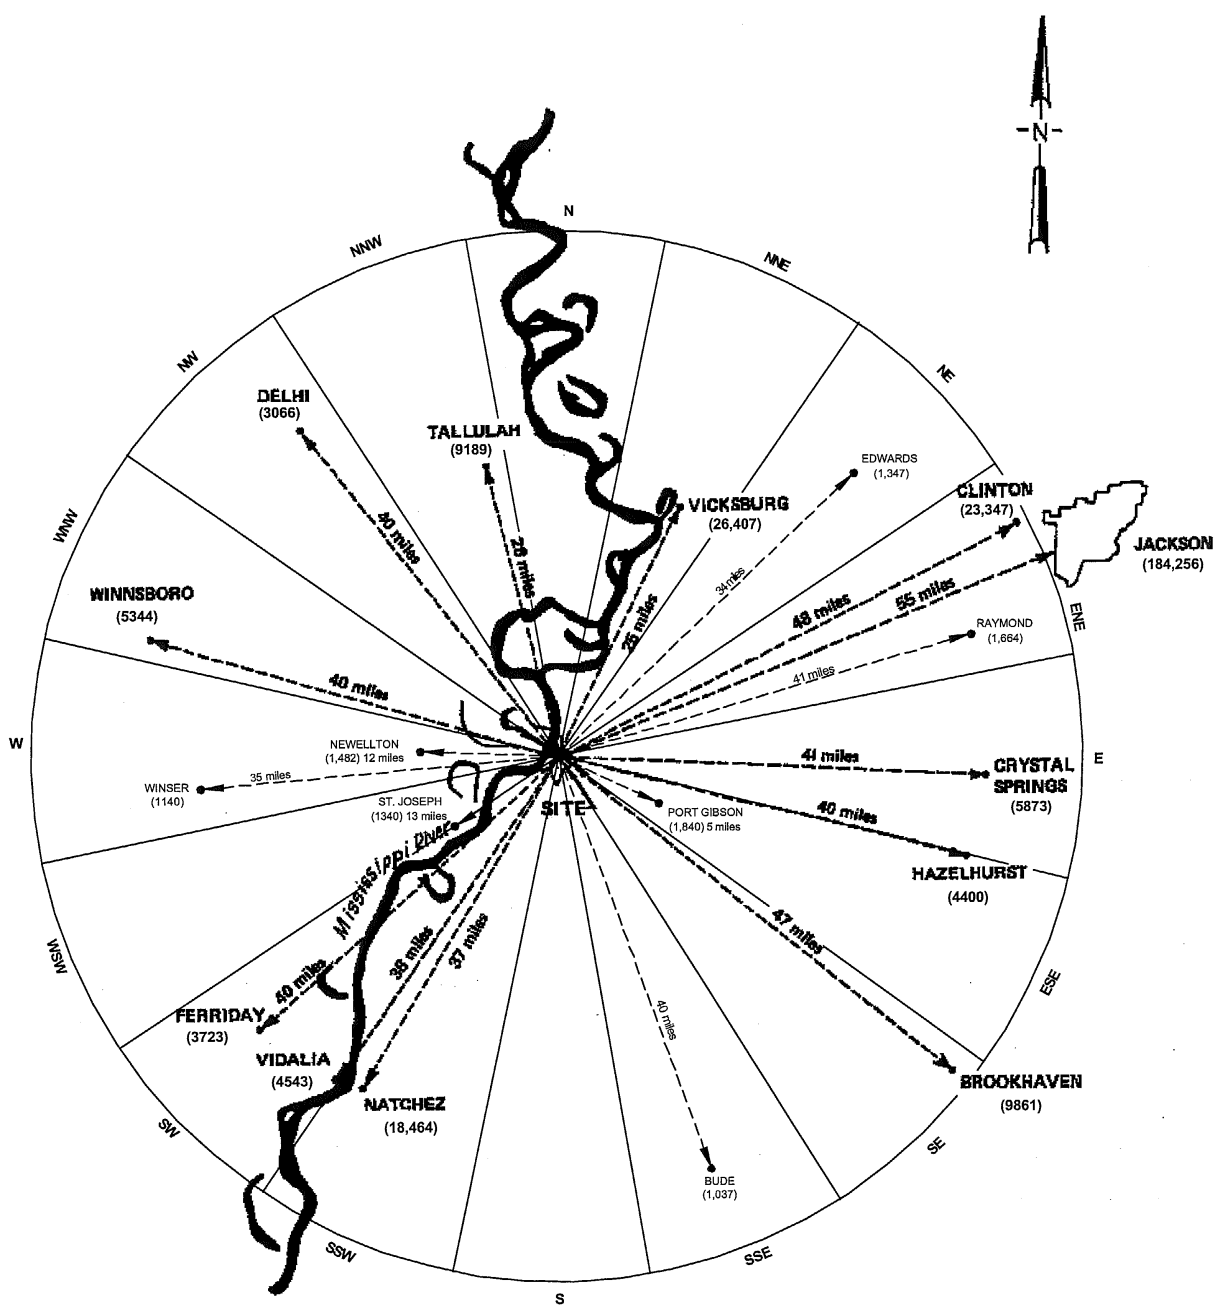 N
N
NNW
NNE
NW
NE
DELHI
(3066)
TALLULAH
(9189)
EDWARDS
(1,347)
CLINTON
(23,347)
VICKSBURG
(26,407)
WNW
40 miles
26 miles
34 miles
JACKSON
(184,256)
WINNSBORO
(5344)
48 miles
55 miles
ENE
26 miles
RAYMOND
(1,664)
40 miles
41 miles
W
NEWELLTON
(1,482) 12 miles
41 miles
E
CRYSTAL
SPRINGS
(5873)
WINSER
(1140)
35 miles
ST. JOSEPH
(1340) 13 miles
SITE
PORT GIBSON
(1,840) 5 miles
40 miles
Mississippi River
HAZELHURST
(4400)
WSW
38 miles
37 miles
47 miles
40 miles
ESE
FERRIDAY
(3723)
40 miles
VIDALIA
(4543)
BROOKHAVEN
(9861)
NATCHEZ
(18,464)
SW
SE
BUDE
(1,037)
SSW
SSE
S